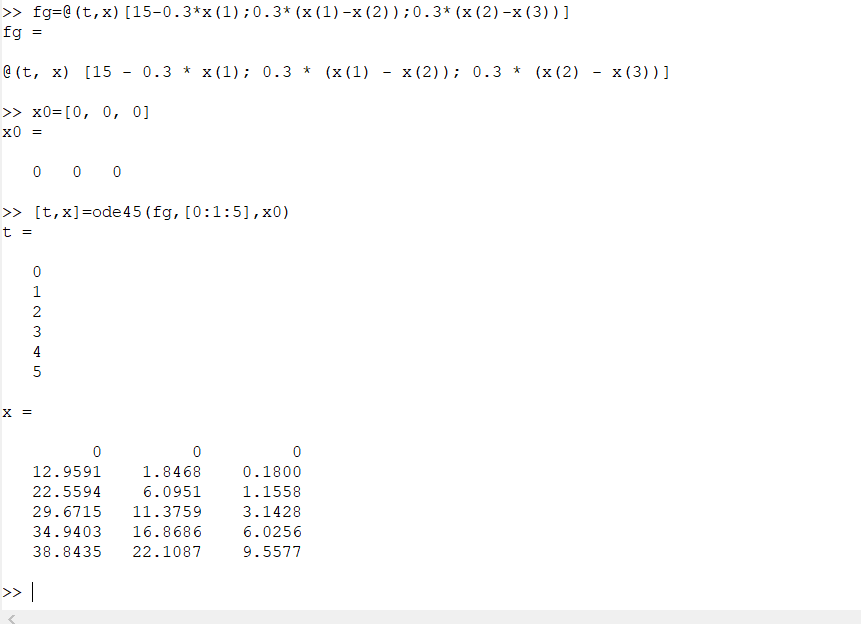 >> fg=@(t,x)[15-0.3*x(1);0.3*(x(1)-x(2));0.3*(x(2)-x(3))]
fg =
@(t, x) [15 - 0.3 * x(1); 0.3 * (x(1) - x(2)); 0.3 * (x(2) - x(3))]
>> x0=[0, 0, 0]
x0 =
0 0 0
>> [t,x]=ode45(fg,[0:1:5],x0)
t =
0
1
2
3
4
5
x =
0 0 0
12.9591 1.8468 0.1800
22.5594 6.0951 1.1558
29.6715 11.3759 3.1428
34.9403 16.8686 6.0256
38.8435 22.1087 9.5577
>>